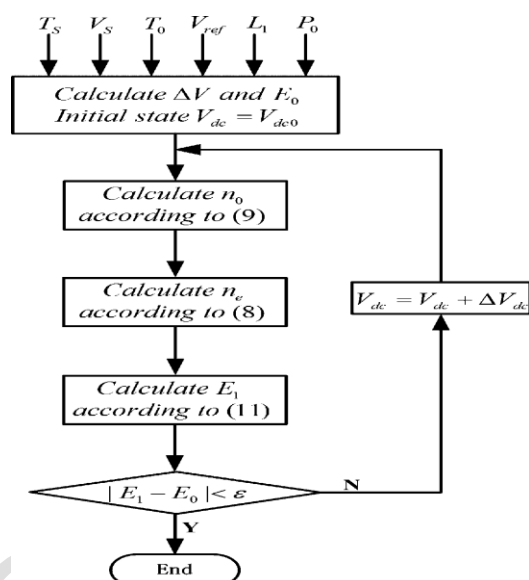 T_S V_S T_0 V_ref L_1 P_0
Calculate ΔV and E_0
Initial state V_dc = V_dc0
Calculate n_0
according to (9)
Calculate n_e
according to (8)
V_dc = V_dc + ΔV_dc
Calculate E_1
according to (11)
| E_1 − E_0 |< ε
N
Y
End